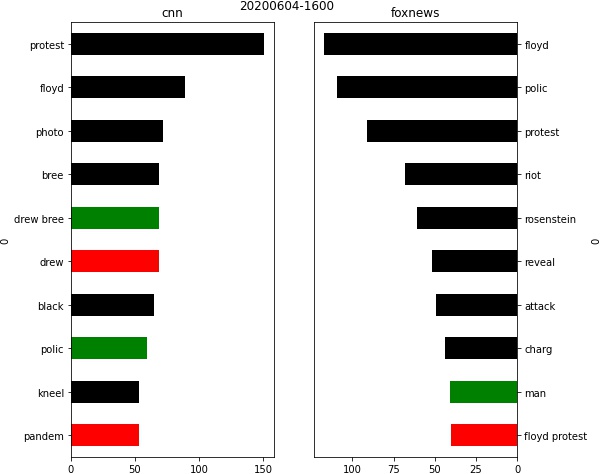 20200604-1600
cnn
foxnews
protest
floyd
photo
bree
drew bree
drew
black
polic
kneel
pandem
0
0 50 100 150
floyd
polic
protest
riot
rosenstein
reveal
attack
charg
man
floyd protest
0
100 75 50 25 0